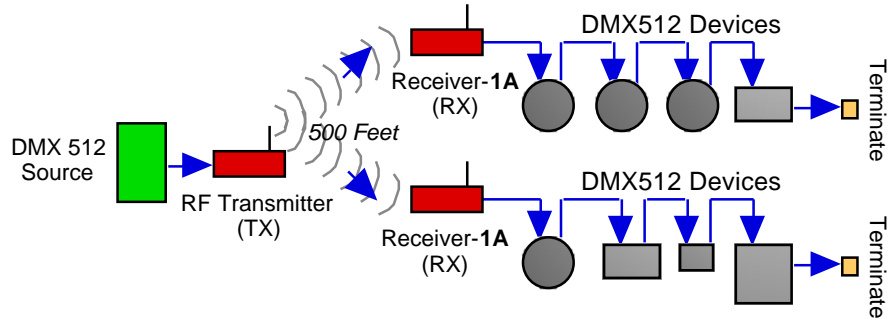 DMX 512
Source
RF Transmitter
(TX)
500 Feet
Receiver-1A
(RX)
DMX512 Devices
Terminate
Receiver-1A
(RX)
DMX512 Devices
Terminate